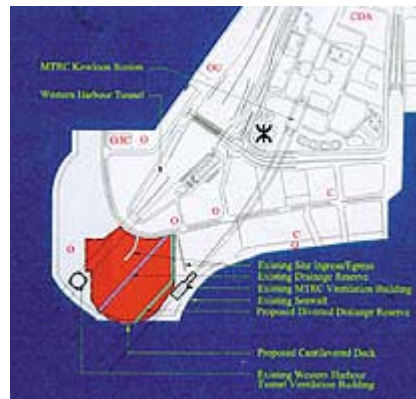 CDA
MTRC Kowloon Station
OU
Western Harbour Tunnel
G/IC O
O
O
C
O
C
O
Existing Site Ingress/Egress
Existing Drainage Reserve
Existing MTRC Ventilation Building
Existing Seawall
Proposed Diverted Drainage Reserve
Proposed Cantilevered Deck
Existing Western Harbour
Tunnel Ventilation Building